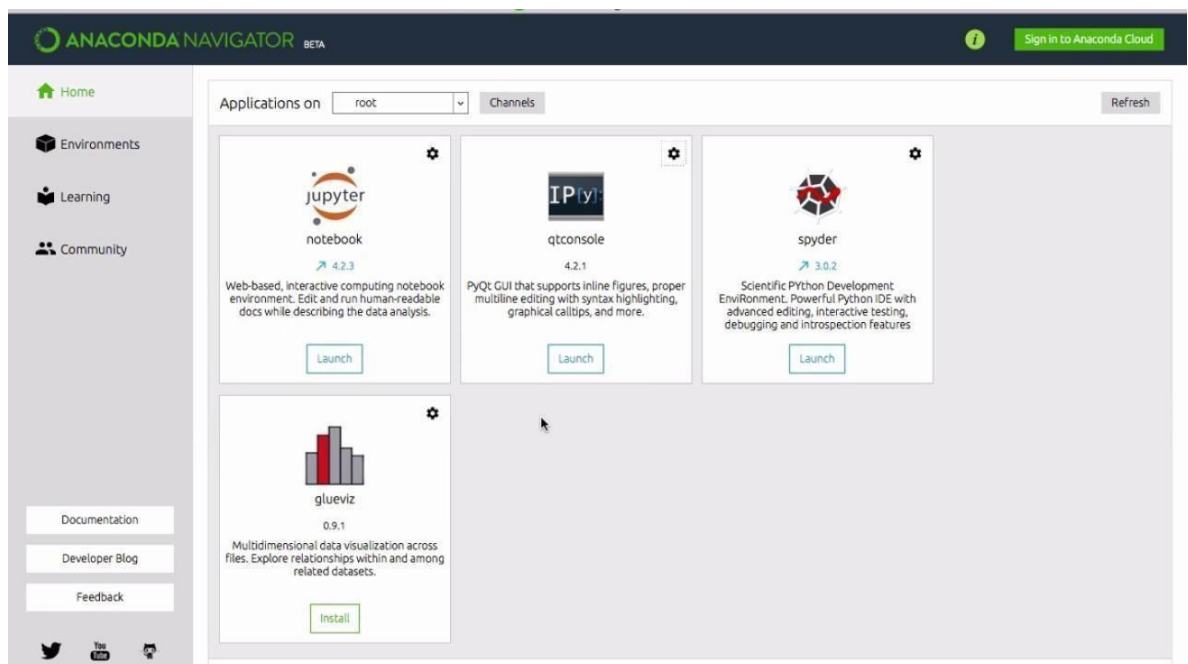 ANACONDA NAVIGATOR BETA
Sign in to Anaconda Cloud
Home
Environments
Learning
Community
Documentation
Developer Blog
Feedback
You
Tube
Applications on root Channels
Refresh
jupyter
notebook
4.2.3
Web-based, interactive computing notebook
environment. Edit and run human-readable
docs while describing the data analysis.
Launch
IP[y]:
qtconsole
4.2.1
PyQt GUI that supports inline figures, proper
multiline editing with syntax highlighting,
graphical calltips, and more.
Launch
spyder
3.0.2
Scientific PYthon Development
EnviRonment. Powerful Python IDE with
advanced editing, interactive testing,
debugging and introspection features
Launch
glueviz
0.9.1
Multidimensional data visualization across
files. Explore relationships within and among
related datasets.
Install